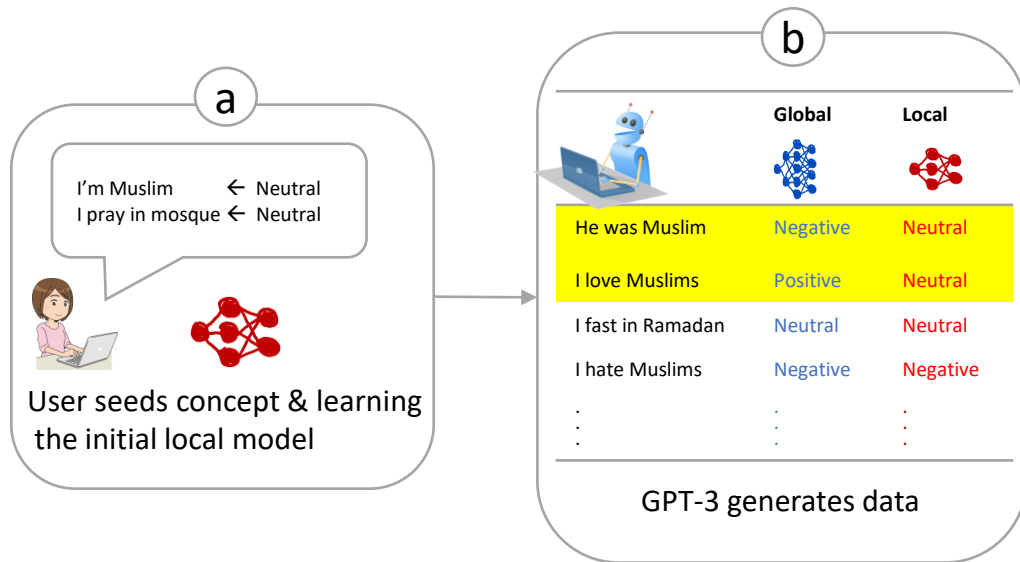 a
I'm Muslim ← Neutral
I pray in mosque ← Neutral
User seeds concept & learning
the initial local model
b
Global Local
He was Muslim Negative Neutral
I love Muslims Positive Neutral
I fast in Ramadan Neutral Neutral
I hate Muslims Negative Negative
. . .
. . .
. . .
GPT-3 generates data